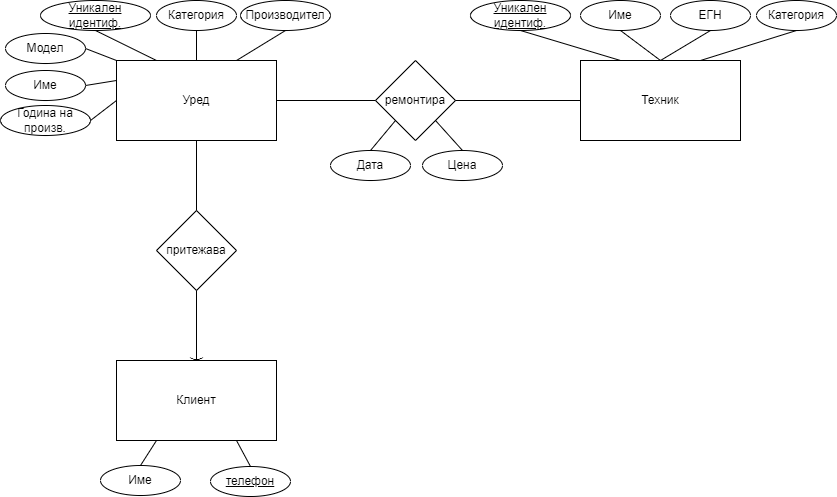 Уникален
идентиф.
Категория
Производител
Уникален
идентиф.
Име
ЕГН
Категория
Модел
Име
Година на
произв.
Уред
ремонтира
Техник
Дата
Цена
притежава
Клиент
Име
телефон